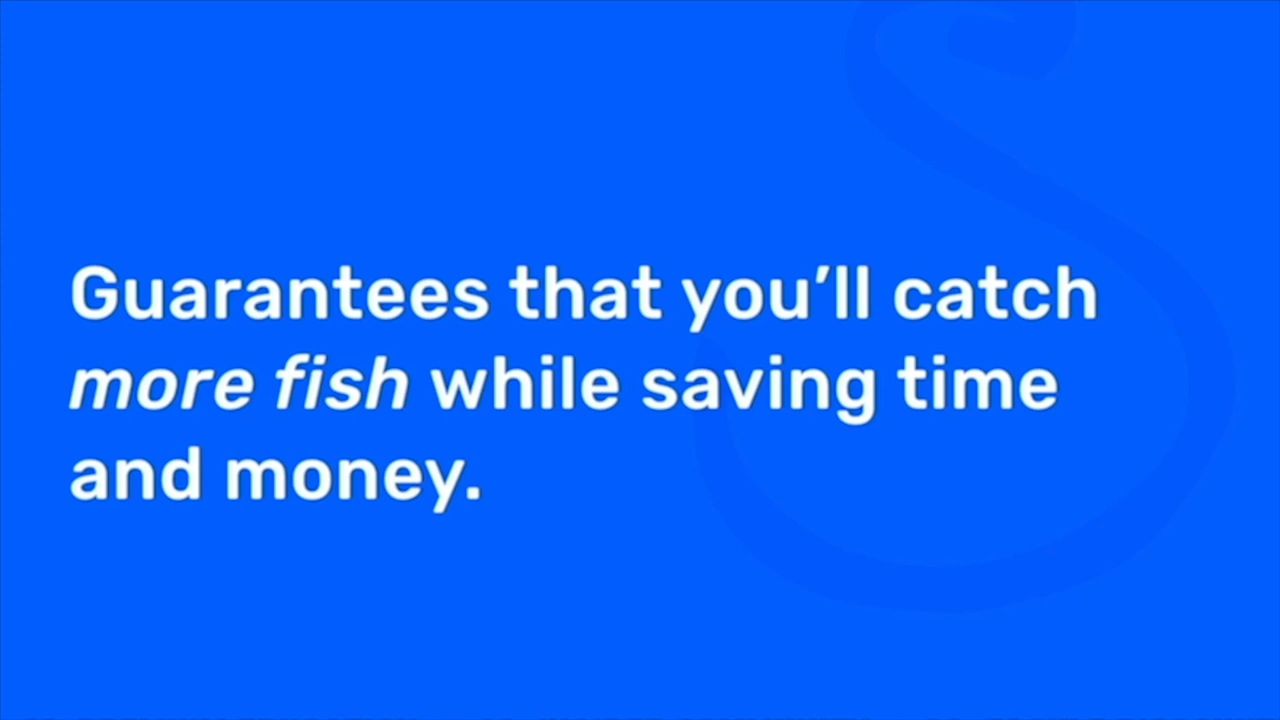 Guarantees that you’ll catch
more fish while saving time
and money.